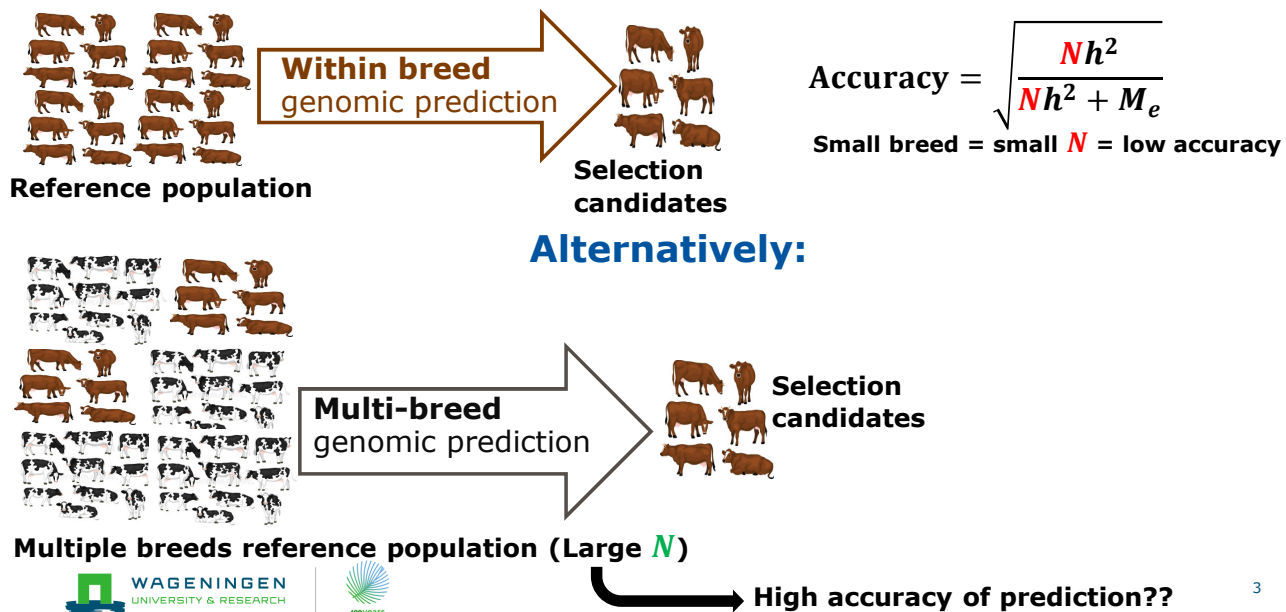 Within breed
genomic prediction
Reference population
Selection
candidates
Accuracy = √(Nh²/(Nh² + Mₑ))
Small breed = small N = low accuracy
Alternatively:
Multi-breed
genomic prediction
Selection
candidates
Multiple breeds reference population (Large N)
WAGENINGEN
UNIVERSITY & RESEARCH
High accuracy of prediction??
3